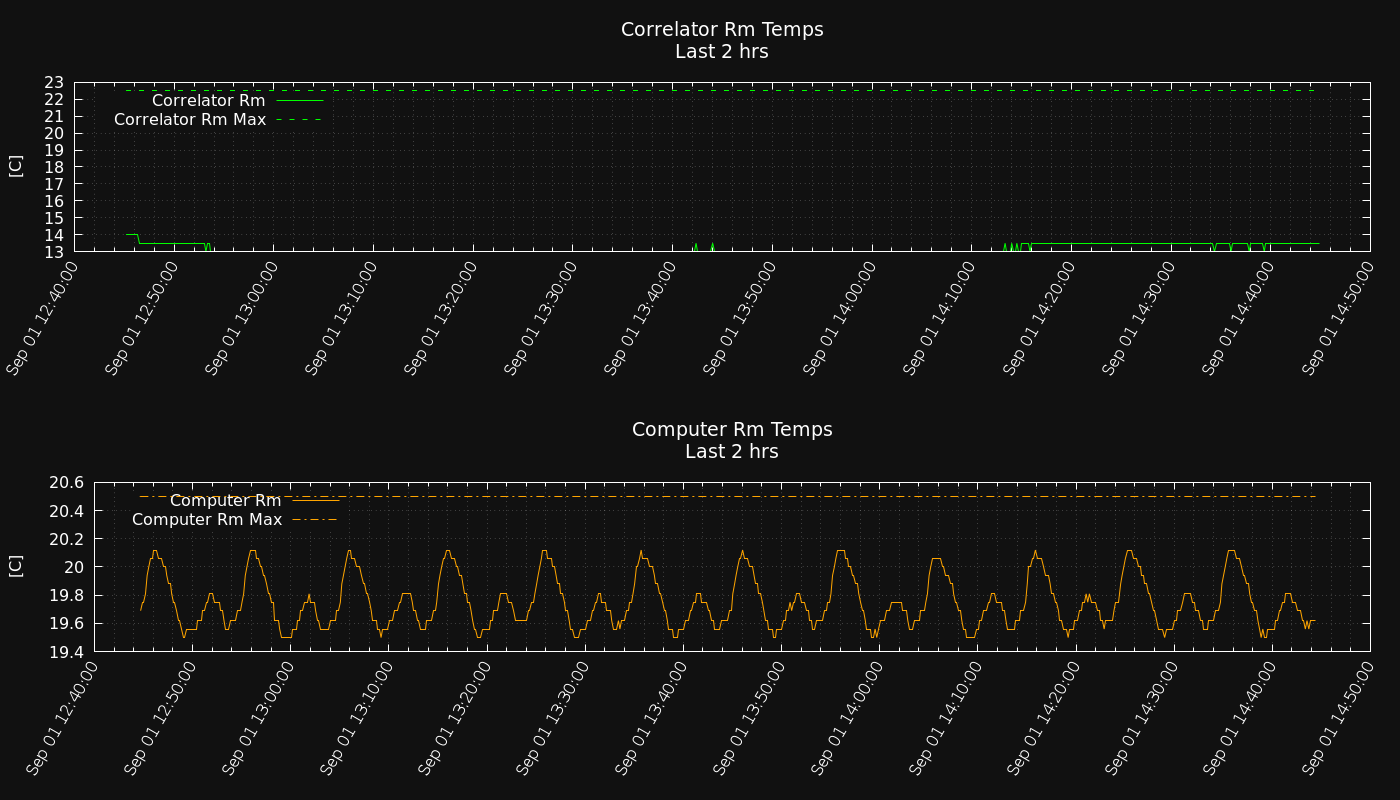 Correlator Rm Temps
Last 2 hrs
23
22
21
20
19
18
17
16
15
14
13
[C]
Correlator Rm
Correlator Rm Max
Sep 01 12:40:00
Sep 01 12:50:00
Sep 01 13:00:00
Sep 01 13:10:00
Sep 01 13:20:00
Sep 01 13:30:00
Sep 01 13:40:00
Sep 01 13:50:00
Sep 01 14:00:00
Sep 01 14:10:00
Sep 01 14:20:00
Sep 01 14:30:00
Sep 01 14:40:00
Sep 01 14:50:00
Computer Rm Temps
Last 2 hrs
20.6
20.4
20.2
20
19.8
19.6
19.4
[C]
Computer Rm
Computer Rm Max
Sep 01 12:40:00
Sep 01 12:50:00
Sep 01 13:00:00
Sep 01 13:10:00
Sep 01 13:20:00
Sep 01 13:30:00
Sep 01 13:40:00
Sep 01 13:50:00
Sep 01 14:00:00
Sep 01 14:10:00
Sep 01 14:20:00
Sep 01 14:30:00
Sep 01 14:40:00
Sep 01 14:50:00